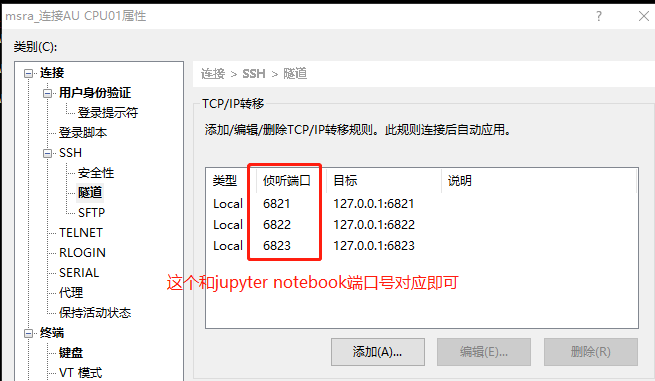 msra_连接AU CPU01属性
? ×
类别(C):
连接
用户身份验证
登录提示符
登录脚本
SSH
安全性
隧道
SFTP
TELNET
RLOGIN
SERIAL
代理
保持活动状态
终端
键盘
VT 模式
连接 > SSH > 隧道
TCP/IP转移
添加/编辑/删除TCP/IP转移规则。此规则连接后自动应用。
类型 侦听端口 目标 说明
Local 6821 127.0.0.1:6821
Local 6822 127.0.0.1:6822
Local 6823 127.0.0.1:6823
这个和jupyter notebook端口号对应即可
添加(A)... 编辑(E)... 删除(R)